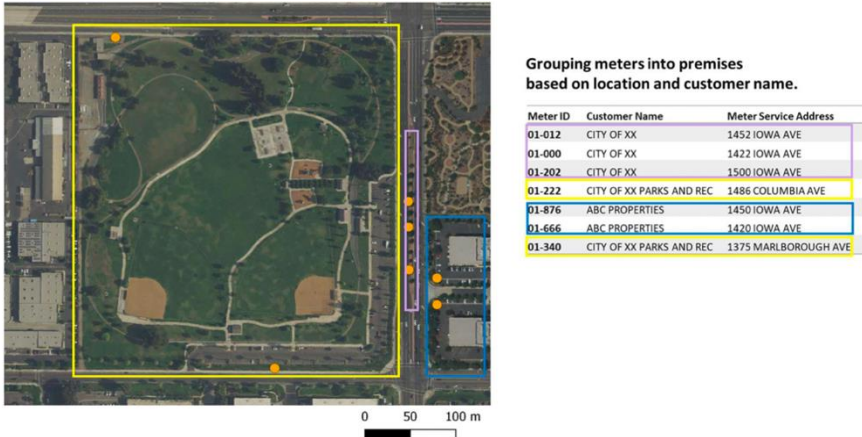 Grouping meters into premises
based on location and customer name.
Meter ID Customer Name Meter Service Address
01-012 CITY OF XX 1452 IOWA AVE
01-000 CITY OF XX 1422 IOWA AVE
01-202 CITY OF XX 1500 IOWA AVE
01-222 CITY OF XX PARKS AND REC 1486 COLUMBIA AVE
01-876 ABC PROPERTIES 1450 IOWA AVE
01-666 ABC PROPERTIES 1420 IOWA AVE
01-340 CITY OF XX PARKS AND REC 1375 MARLBOROUGH AVE
0 50 100 m